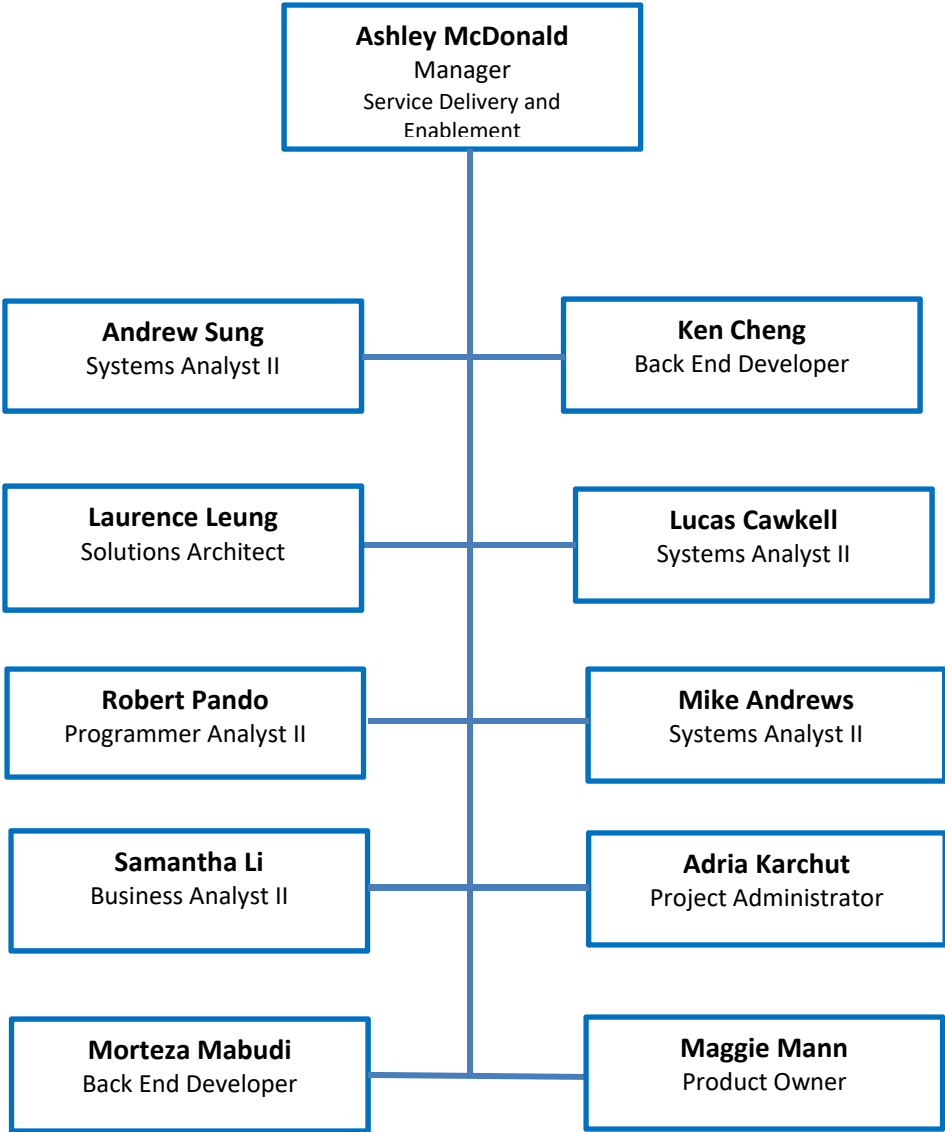 Ashley McDonald
Manager
Service Delivery and
Enablement
Andrew Sung
Systems Analyst II
Ken Cheng
Back End Developer
Laurence Leung
Solutions Architect
Lucas Cawkell
Systems Analyst II
Robert Pando
Programmer Analyst II
Mike Andrews
Systems Analyst II
Samantha Li
Business Analyst II
Adria Karchut
Project Administrator
Morteza Mabudi
Back End Developer
Maggie Mann
Product Owner